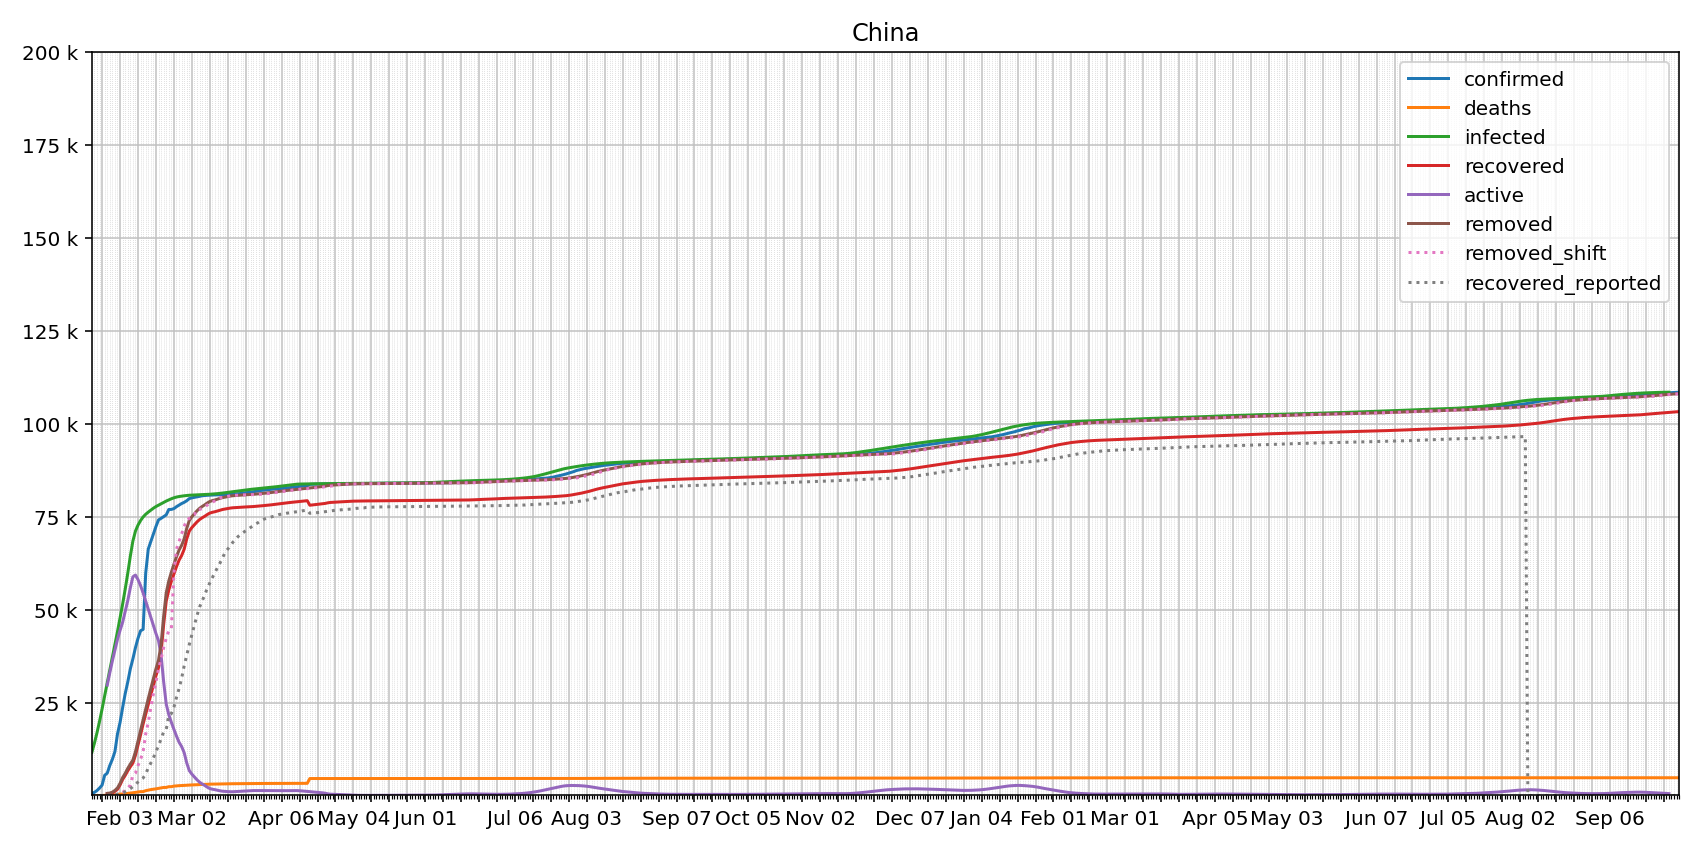 China
200 k
175 k
150 k
125 k
100 k
75 k
50 k
25 k
confirmed
deaths
infected
recovered
active
removed
removed_shift
recovered_reported
Feb 03 Mar 02 Apr 06 May 04 Jun 01 Jul 06 Aug 03 Sep 07 Oct 05 Nov 02 Dec 07 Jan 04 Feb 01 Mar 01 Apr 05 May 03 Jun 07 Jul 05 Aug 02 Sep 06